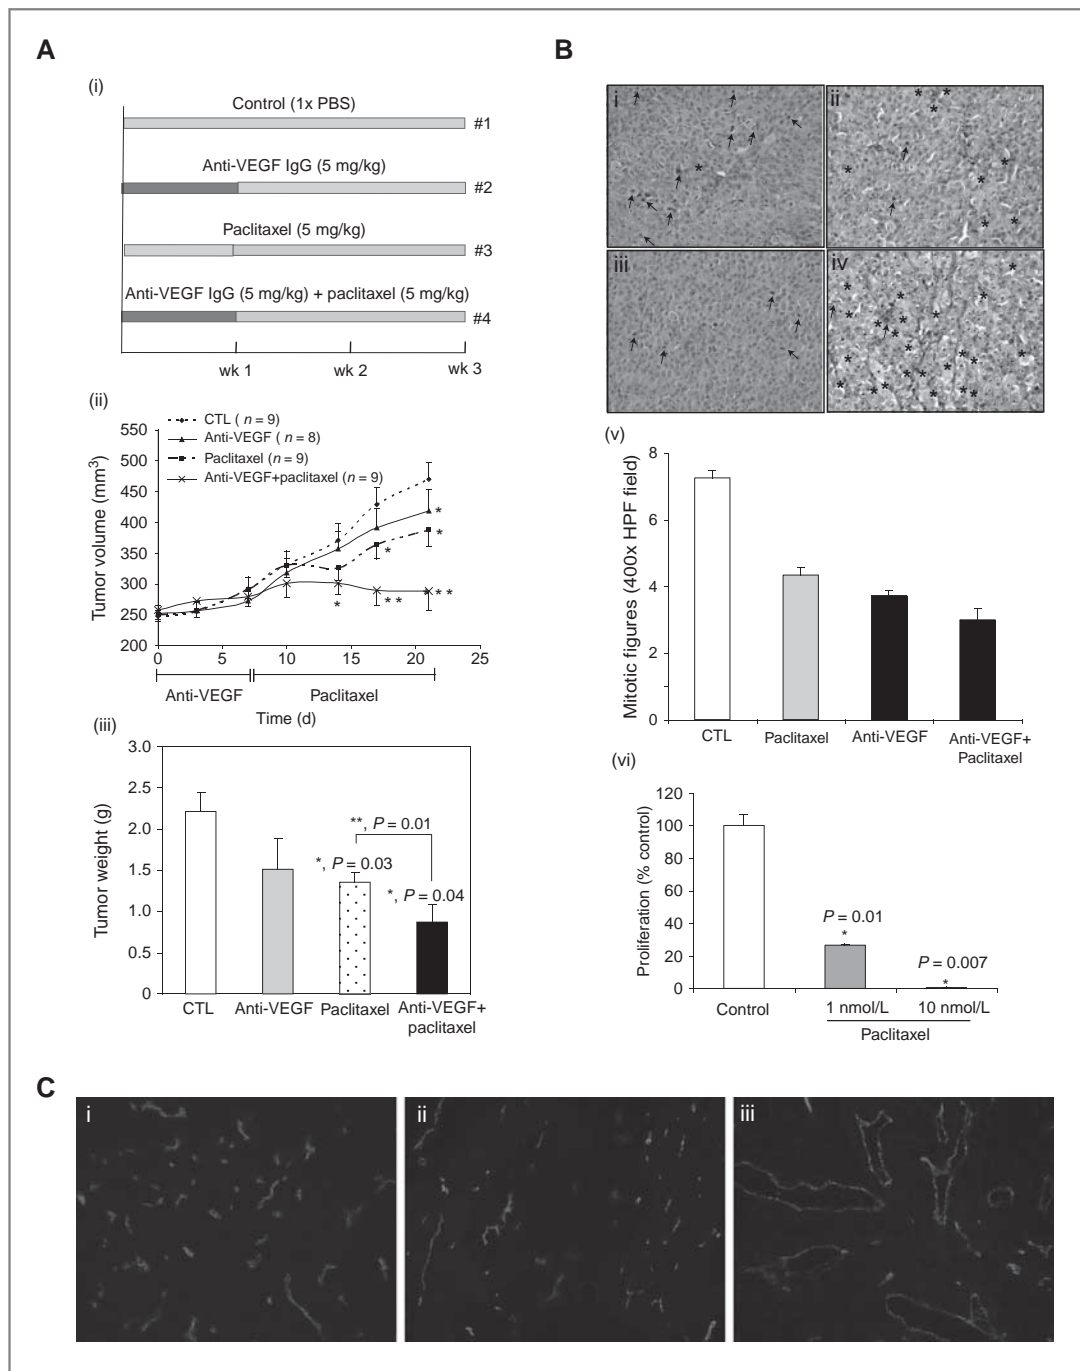 A
(i)
Control (1x PBS)
#1
Anti-VEGF IgG (5 mg/kg)
#2
Paclitaxel (5 mg/kg)
#3
Anti-VEGF IgG (5 mg/kg) + paclitaxel (5 mg/kg)
#4
wk 1
wk 2
wk 3
(ii)
CTL ( n = 9)
Anti-VEGF ( n = 8)
Paclitaxel (n = 9)
Anti-VEGF+paclitaxel (n = 9)
Tumor volume (mm³)
550
500
450
400
350
300
250
200
*
*
*
*
**
**
0
5
10
15
20
25
Anti-VEGF
Paclitaxel
Time (d)
(iii)
Tumor weight (g)
3.0
2.5
2.0
1.5
1.0
0.5
0
**, P = 0.01
*, P = 0.03
*, P = 0.04
CTL
Anti-VEGF
Paclitaxel
Anti-VEGF+
paclitaxel
B
i
ii
iii
iv
(v)
Mitotic figures (400x HPF field)
8
6
4
2
0
CTL
Paclitaxel
Anti-VEGF
Anti-VEGF+
Paclitaxel
(vi)
Proliferation (% control)
120
100
80
60
40
20
0
P = 0.01
*
P = 0.007
*
Control
1 nmol/L
10 nmol/L
Paclitaxel
C
i
ii
iii